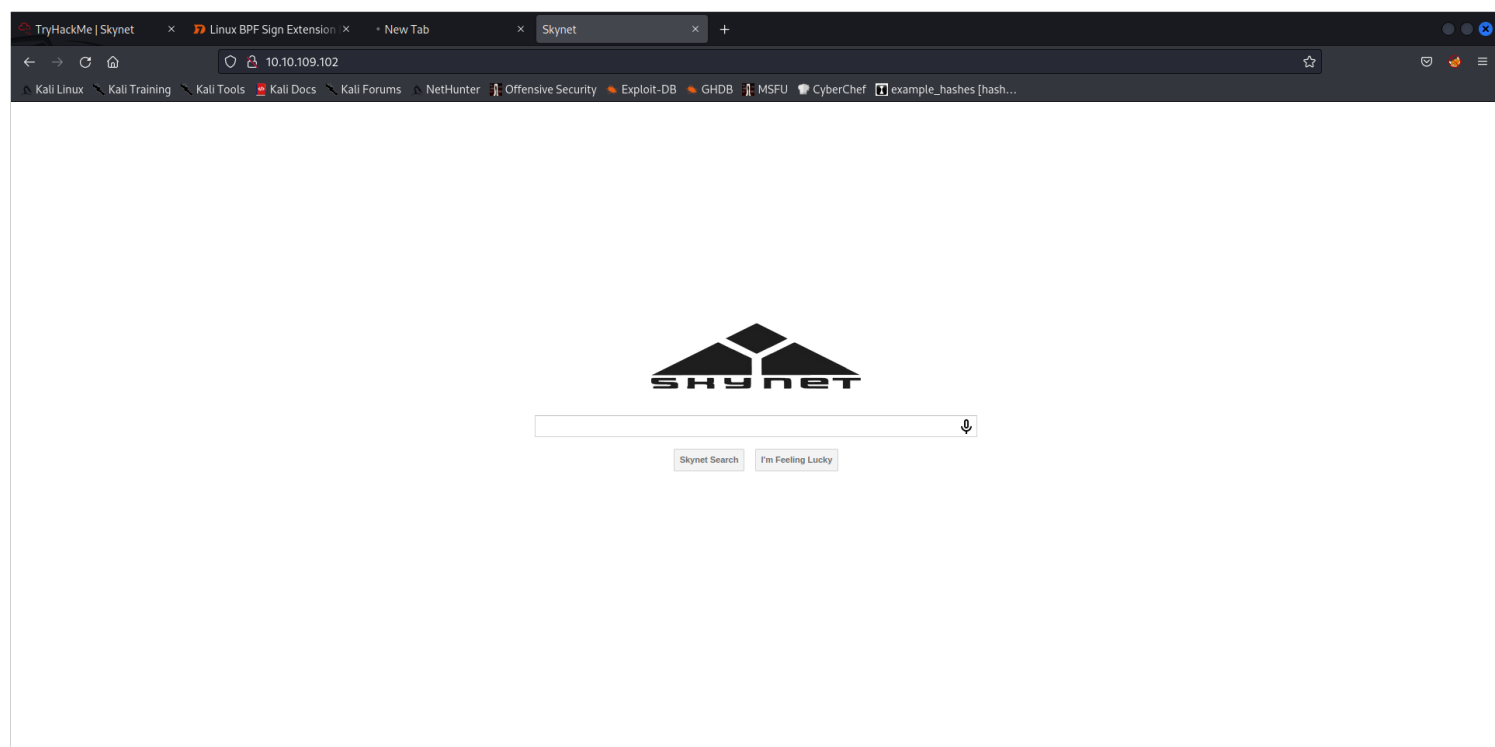 TryHackMe | Skynet Linux BPF Sign Extension New Tab Skynet
10.10.109.102
Kali Linux Kali Training Kali Tools Kali Docs Kali Forums NetHunter Offensive Security Exploit-DB GHDB MSFU CyberChef example_hashes [hash...
SKYNET
Skynet Search I'm Feeling Lucky